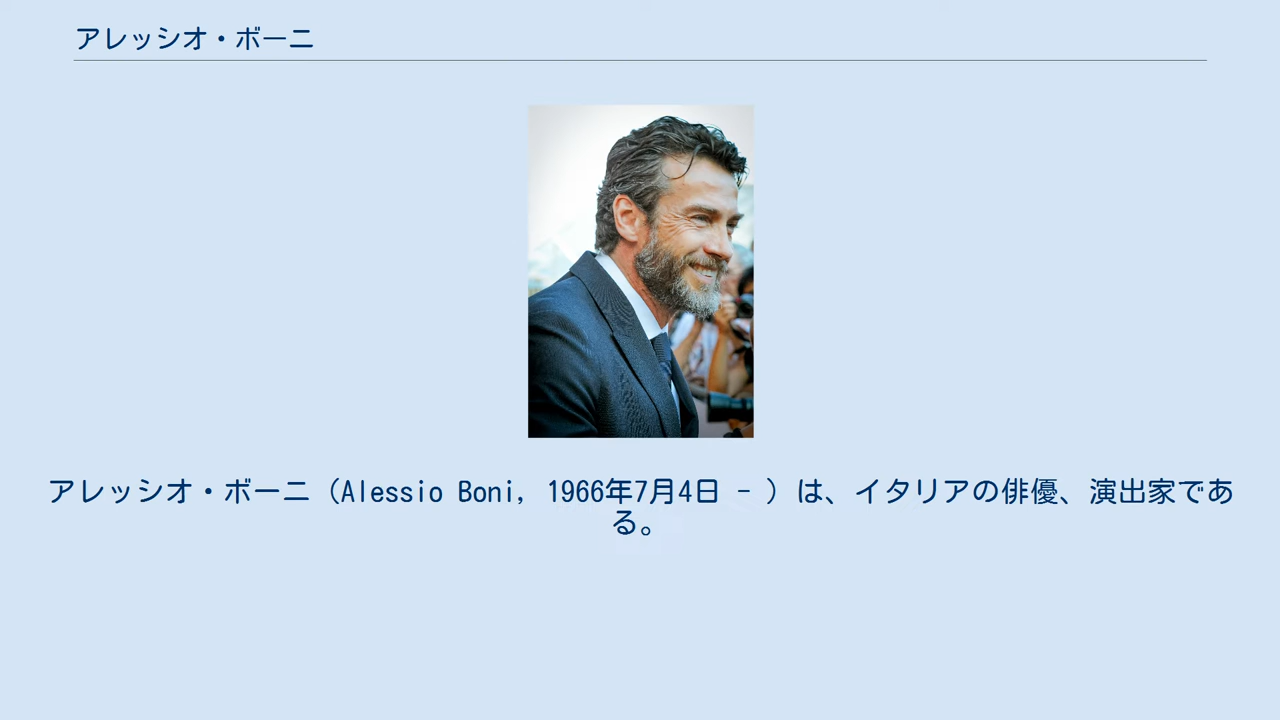 アレッシオ・ボーニ
アレッシオ・ボーニ（Alessio Boni, 1966年7月4日 - ）は、イタリアの俳優、演出家であ
る。